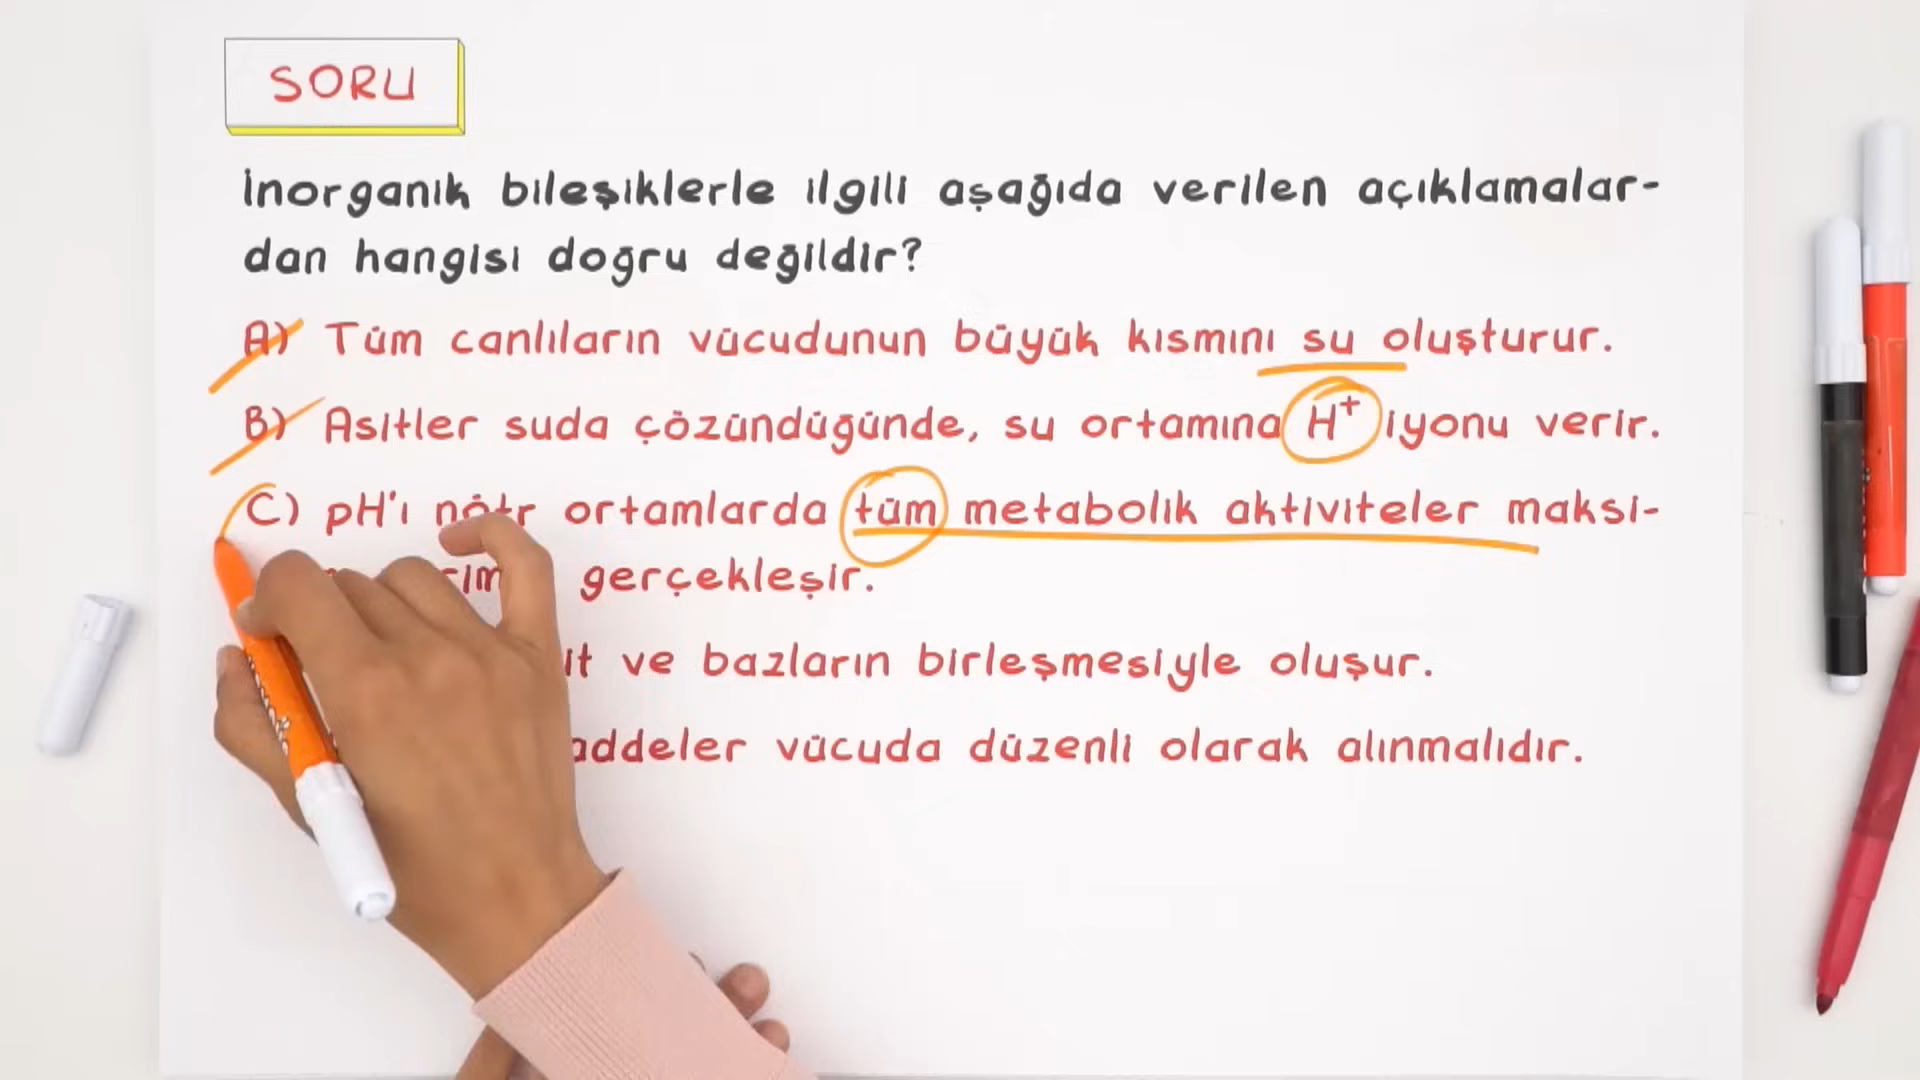 SORU
İnorganik bileşiklerle ilgili aşağıda verilen açıklamalar-
dan hangisi doğru değildir?
A) Tüm canlıların vücudunun büyük kısmını su oluşturur.
B) Asitler suda çözündüğünde, su ortamına H+ iyonu verir.
C) pH'ı nötr ortamlarda tüm metabolik aktiviteler maksi-
gerçekleşir.
ve bazların birleşmesiyle oluşur.
vücuda düzenli olarak alınmalıdır.